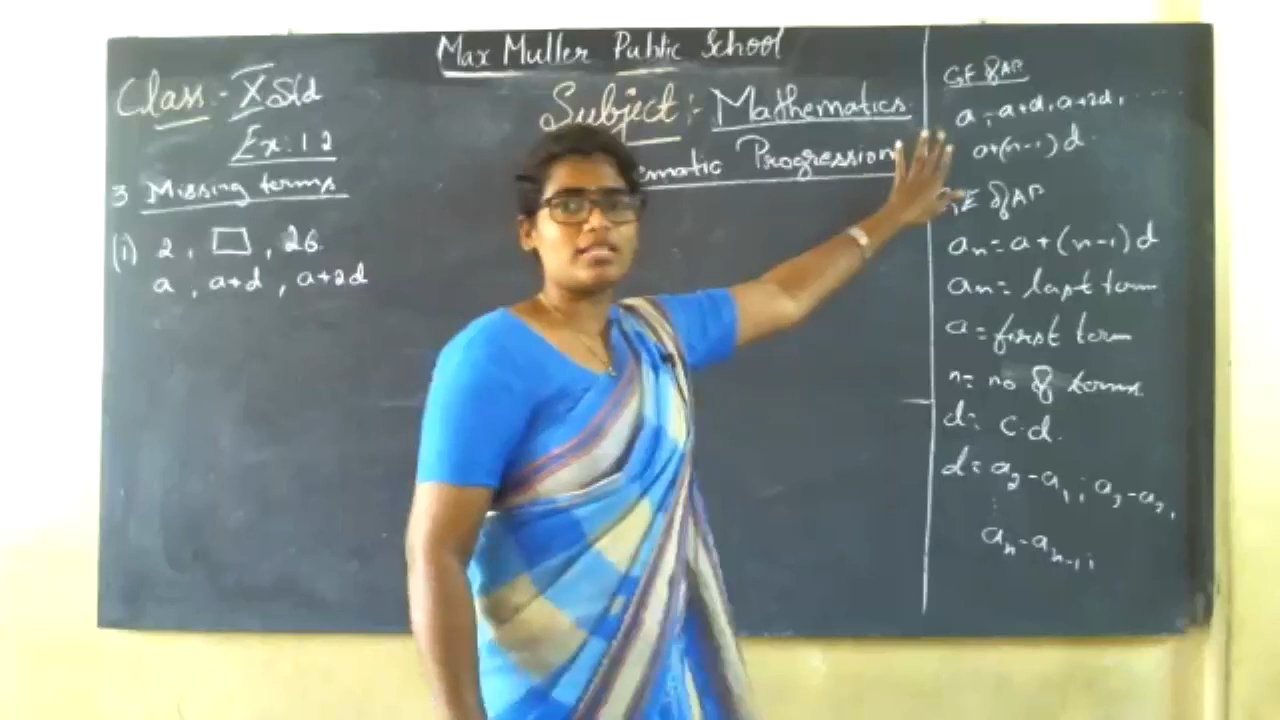 Max Muller Public School
Class - X Std
Subject :- Mathematics
Ex: 1.2
ematic Progression
3 Missing terms
(i) 2 , □ , 26.
a , a+d , a+2d
GF of AP
a, a+d, a+2d, ......
a+(n-1)d.
of AP
an = a+(n-1)d
an = last term
a = first term
n = no of terms
d = c.d.
d = a2 - a1 ; a3 - a2,
an - an-1 ;